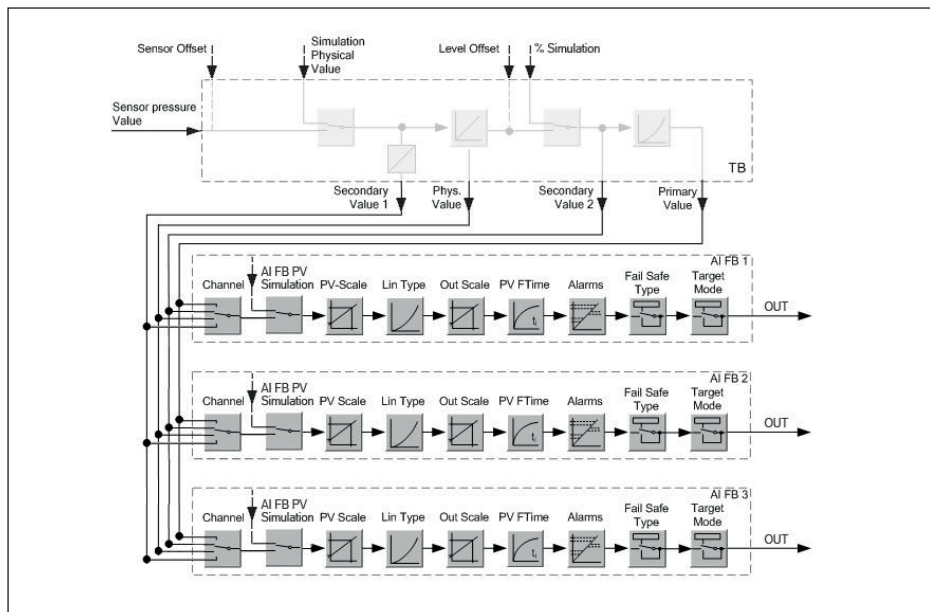 Sensor Offset
Simulation
Physical
Value
Level Offset
% Simulation
Sensor pressure
Value
TB
Secondary
Value 1
Phys.
Value
Secondary
Value 2
Primary
Value
AI FB 1
Channel
AI FB PV
Simulation
PV-Scale
Lin Type
Out Scale
PV FTime
Alarms
Fail Safe
Type
Target
Mode
OUT
AI FB 2
Channel
AI FB PV
Simulation
PV Scale
Lin Type
Out Scale
PV FTime
Alarms
Fail Safe
Type
Target
Mode
OUT
AI FB 3
Channel
AI FB PV
Simulation
PV Scale
Lin Type
Out Scale
PV FTime
Alarms
Fail Safe
Type
Target
Mode
OUT